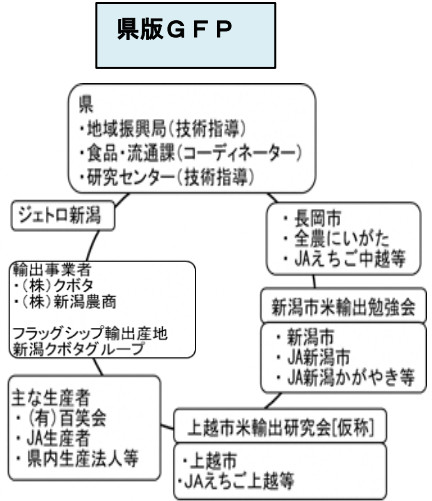 県版ＧＦＰ
県
・地域振興局(技術指導)
・食品・流通課(コーディネーター)
・研究センター(技術指導)
ジェトロ新潟
・長岡市
・全農にいがた
・JAえちご中越等
輸出事業者
・(株)クボタ
・(株)新潟農商
フラッグシップ輸出産地
新潟クボタグループ
新潟市米輸出勉強会
・新潟市
・JA新潟市
・JA新潟かがやき等
主な生産者
・(有)百笑会
・JA生産者
・県内生産法人等
上越市米輸出研究会[仮称]
・上越市
・JAえちご上越等